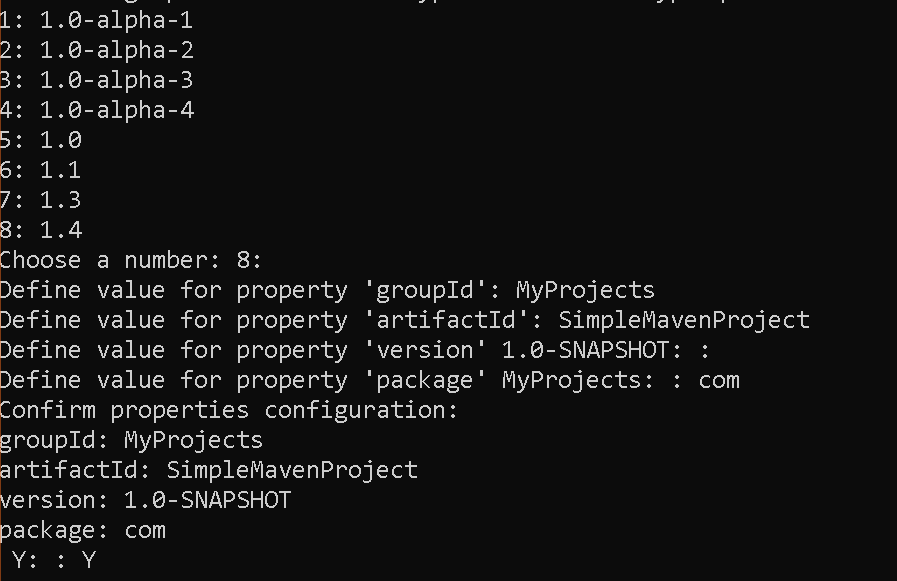 1: 1.0-alpha-1
2: 1.0-alpha-2
3: 1.0-alpha-3
4: 1.0-alpha-4
5: 1.0
6: 1.1
7: 1.3
8: 1.4
Choose a number: 8:
Define value for property 'groupId': MyProjects
Define value for property 'artifactId': SimpleMavenProject
Define value for property 'version' 1.0-SNAPSHOT: :
Define value for property 'package' MyProjects: : com
Confirm properties configuration:
groupId: MyProjects
artifactId: SimpleMavenProject
version: 1.0-SNAPSHOT
package: com
Y: : Y